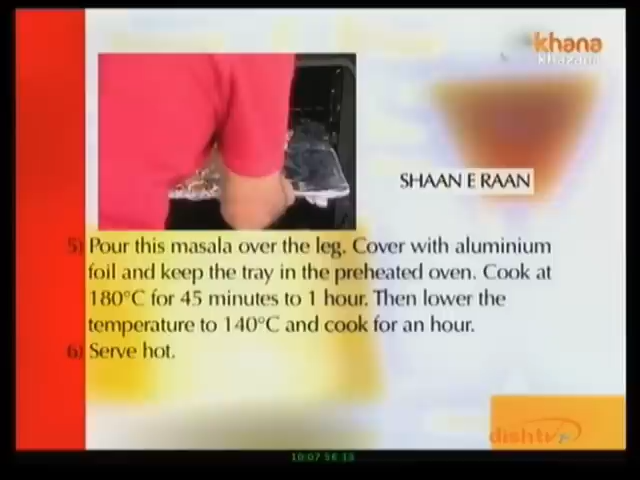 khana
khazana
SHAAN E RAAN
5) Pour this masala over the leg. Cover with aluminium
foil and keep the tray in the preheated oven. Cook at
180°C for 45 minutes to 1 hour. Then lower the
temperature to 140°C and cook for an hour.
6) Serve hot.
dishtv
10:07 56 13